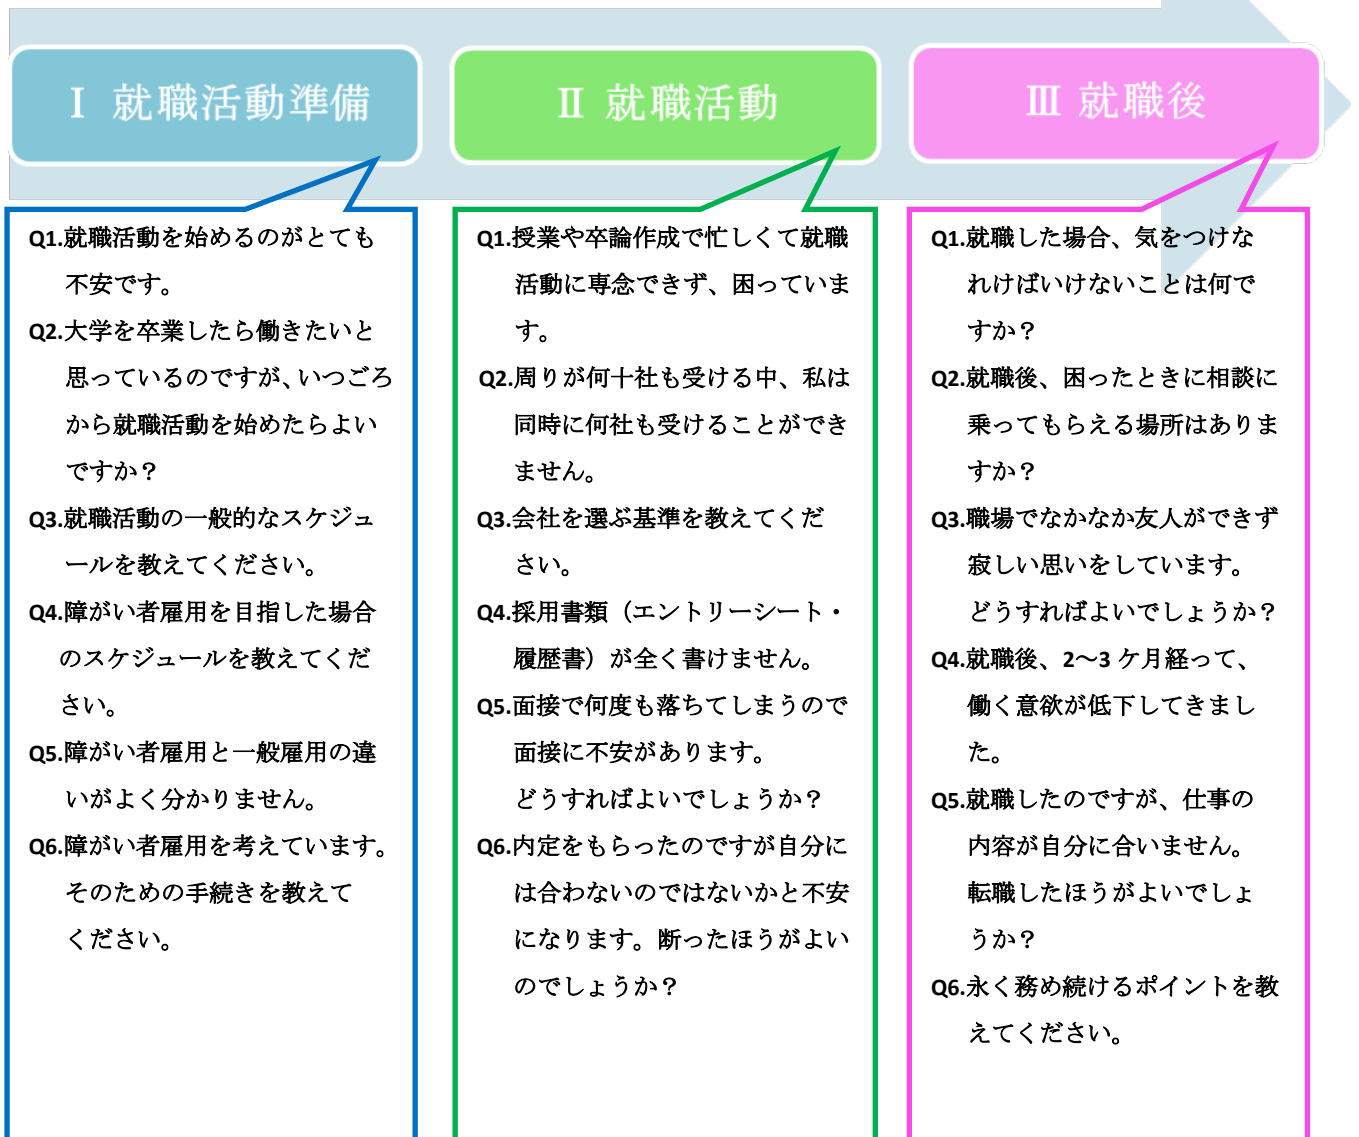 Ⅰ 就職活動準備
Ⅱ 就職活動
Ⅲ 就職後
Q1.就職活動を始めるのがとても
不安です。
Q2.大学を卒業したら働きたいと
思っているのですが、いつごろ
から就職活動を始めたらよい
ですか？
Q3.就職活動の一般的なスケジュ
ールを教えてください。
Q4.障がい者雇用を目指した場合
のスケジュールを教えてくだ
さい。
Q5.障がい者雇用と一般雇用の違
いがよく分かりません。
Q6.障がい者雇用を考えています。
そのための手続きを教えて
ください。
Q1.授業や卒論作成で忙しくて就職
活動に専念できず、困っていま
す。
Q2.周りが何十社も受ける中、私は
同時に何社も受けることができ
ません。
Q3.会社を選ぶ基準を教えてくだ
さい。
Q4.採用書類（エントリーシート・
履歴書）が全く書けません。
Q5.面接で何度も落ちてしまうので
面接に不安があります。
どうすればよいでしょうか？
Q6.内定をもらったのですが自分に
は合わないのではないかと不安
になります。断ったほうがよい
のでしょうか？
Q1.就職した場合、気をつけな
れけばいけないことは何で
すか？
Q2.就職後、困ったときに相談に
乗ってもらえる場所はありま
すか？
Q3.職場でなかなか友人ができず
寂しい思いをしています。
どうすればよいでしょうか？
Q4.就職後、2～3 ケ月経って、
働く意欲が低下してきまし
た。
Q5.就職したのですが、仕事の
内容が自分に合いません。
転職したほうがよいでしょ
うか？
Q6.永く務め続けるポイントを教
えてください。